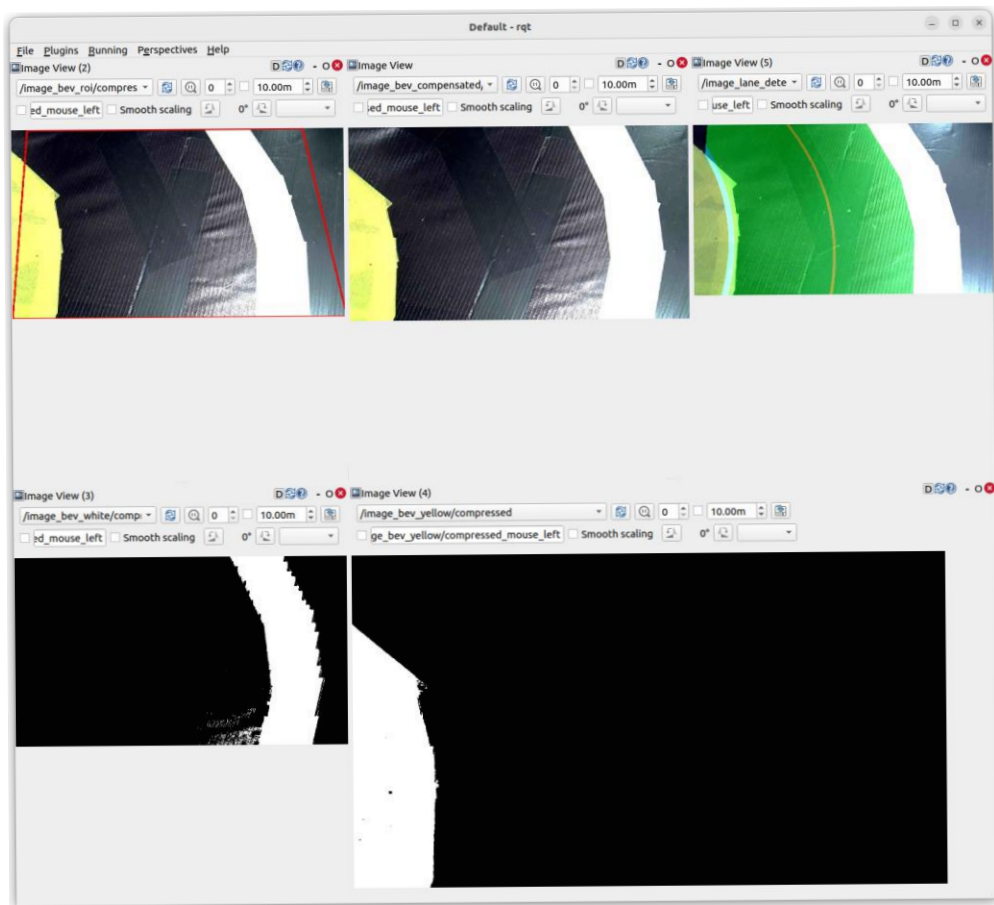 Default - rqt
File Plugins Running Perspectives Help
Image View (2) D - O
Image View D - O
Image View (5) D - O
/image_bev_roi/compres 0 10.00m
/image_bev_compensated, 0 10.00m
/image_lane_dete 0 10.00m
ed_mouse_left Smooth scaling 0°
sed_mouse_left Smooth scaling 0°
use_left Smooth scaling 0°
Image View (3) D - O
Image View (4) D - O
/image_bev_white/comp 0 10.00m
/image_bev_yellow/compressed 0 10.00m
ed_mouse_left Smooth scaling 0°
ge_bev_yellow/compressed_mouse_left Smooth scaling 0°